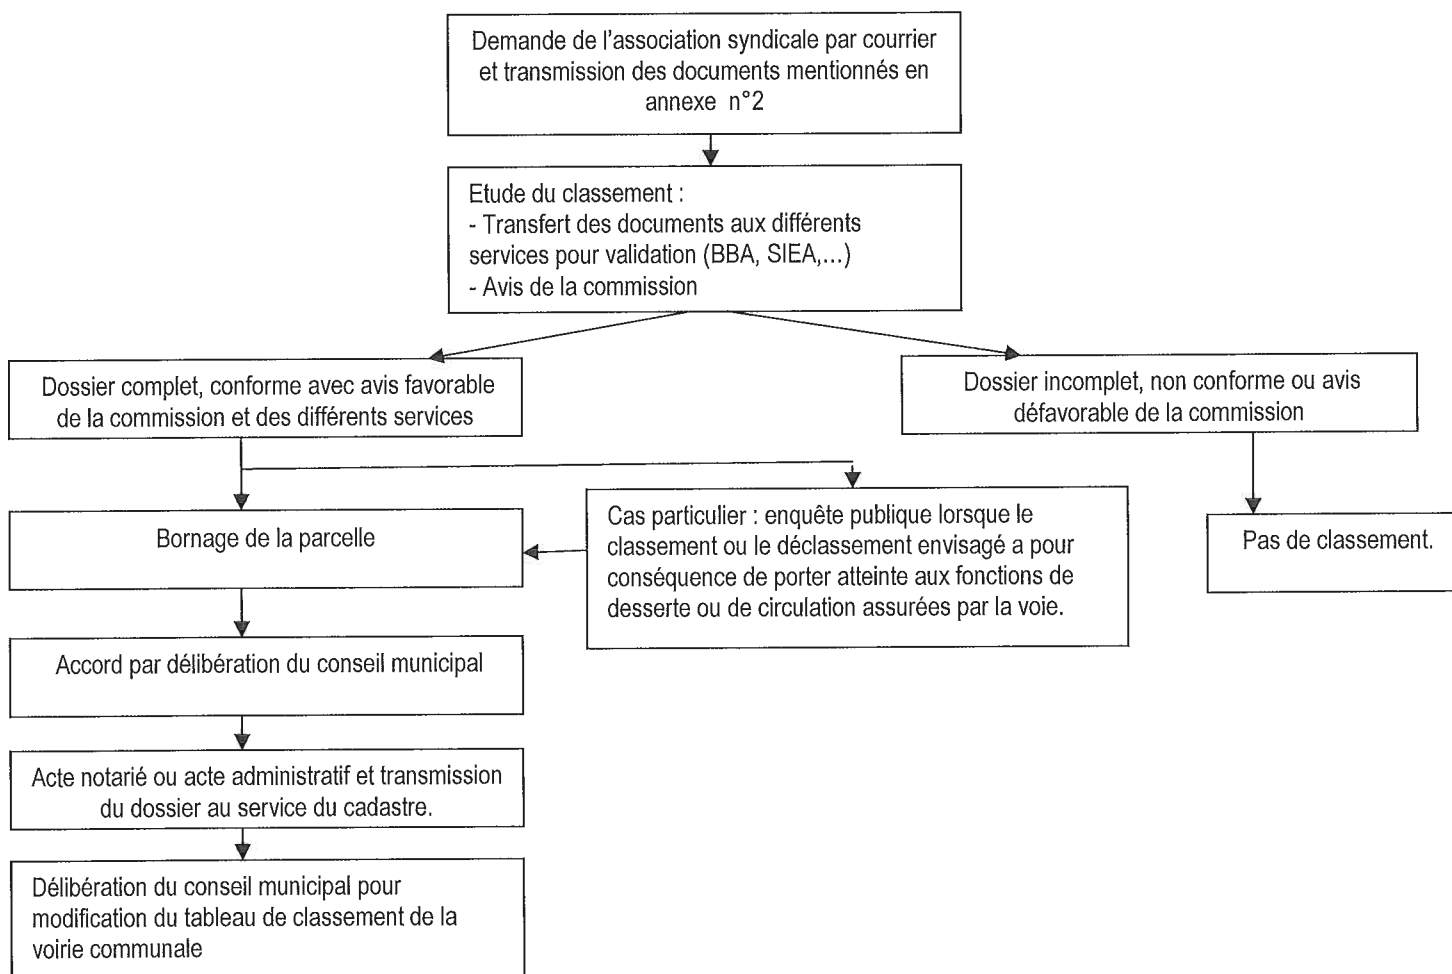 Demande de l'association syndicale par courrier
et transmission des documents mentionnés en
annexe n°2
Etude du classement :
- Transfert des documents aux différents
services pour validation (BBA, SIEA,...)
- Avis de la commission
Dossier complet, conforme avec avis favorable
de la commission et des différents services
Dossier incomplet, non conforme ou avis
défavorable de la commission
Bornage de la parcelle
Cas particulier : enquête publique lorsque le
classement ou le déclassement envisagé a pour
conséquence de porter atteinte aux fonctions de
desserte ou de circulation assurées par la voie.
Pas de classement.
Accord par délibération du conseil municipal
Acte notarié ou acte administratif et transmission
du dossier au service du cadastre.
Délibération du conseil municipal pour
modification du tableau de classement de la
voirie communale